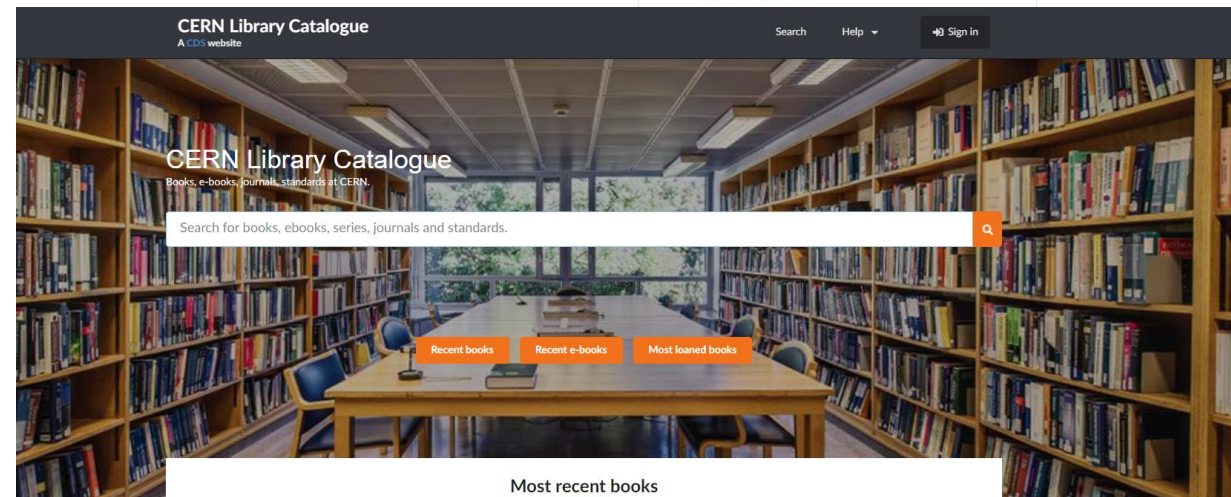 CERN Library Catalogue
A CDS website
Search
Help
Sign in
CERN Library Catalogue
Books, e-books, journals, standards at CERN.
Search for books, ebooks, series, journals and standards.
Recent books
Recent e-books
Most loaned books
Most recent books